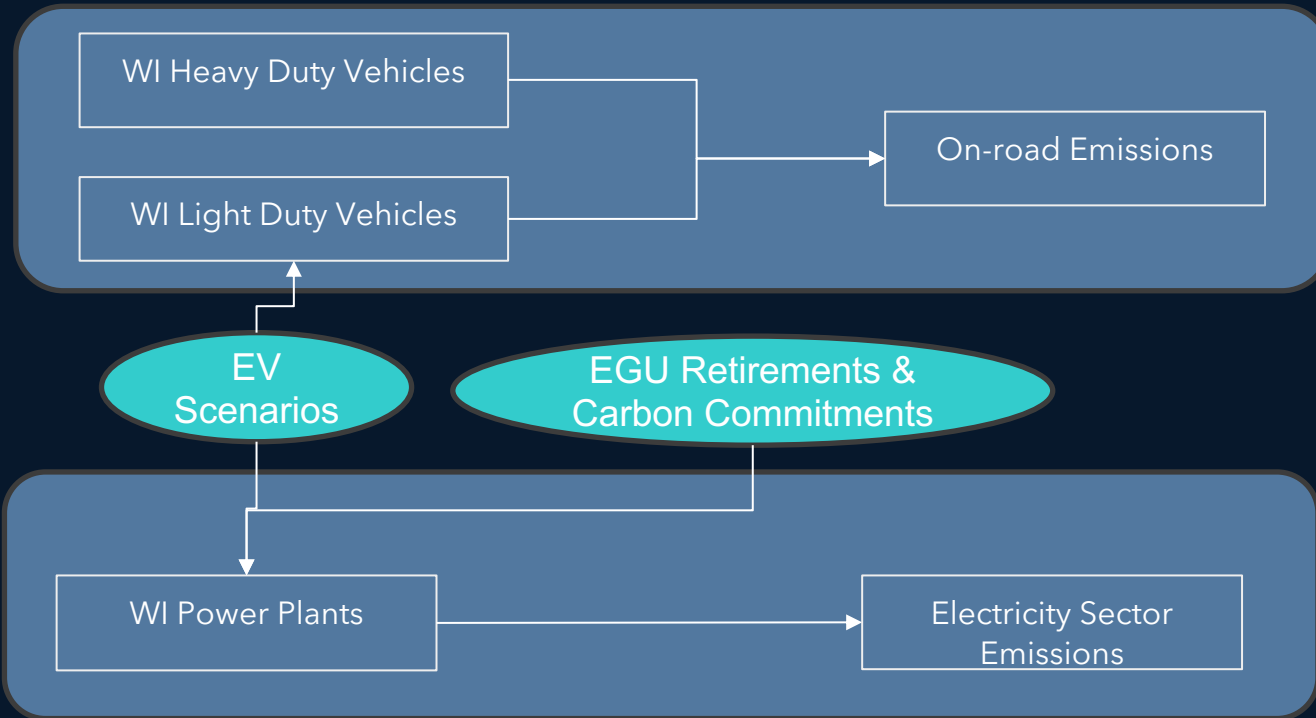 WI Heavy Duty Vehicles
On-road Emissions
WI Light Duty Vehicles
EV
Scenarios
EGU Retirements &
Carbon Commitments
WI Power Plants
Electricity Sector
Emissions